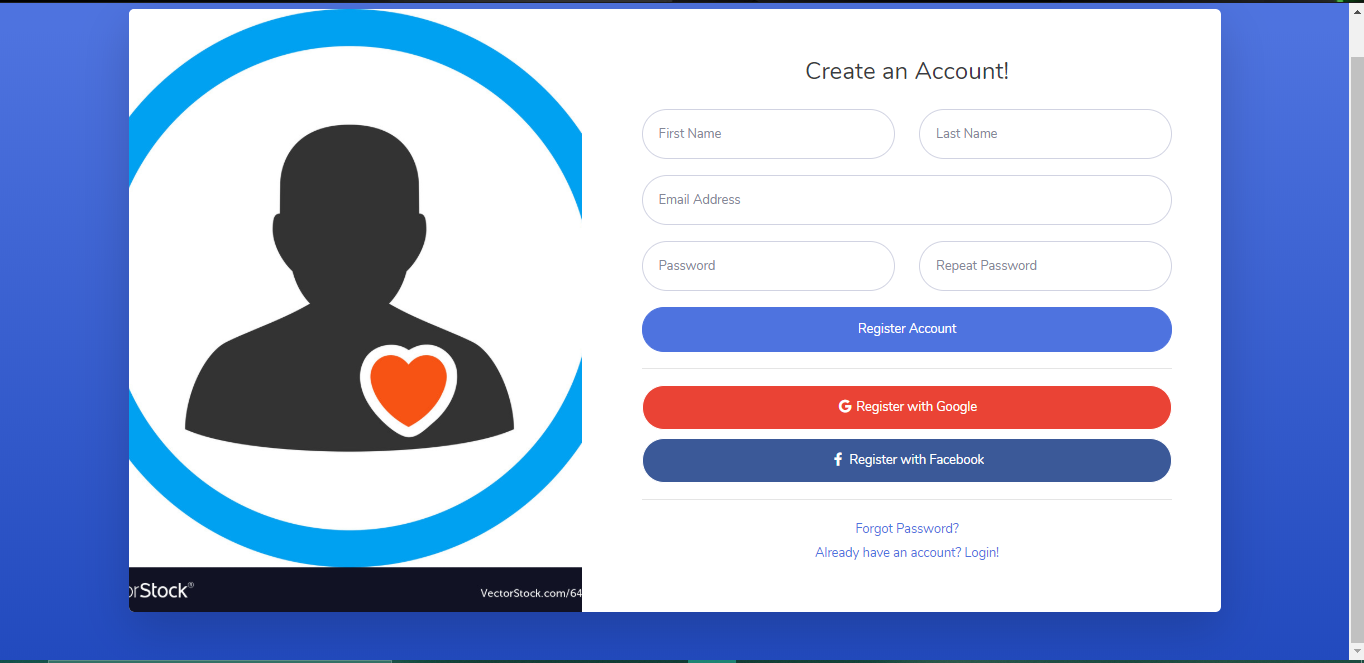 Create an Account!
First Name
Last Name
Email Address
Password
Repeat Password
Register Account
G Register with Google
f Register with Facebook
Forgot Password?
Already have an account? Login!
orStock®
VectorStock.com/64